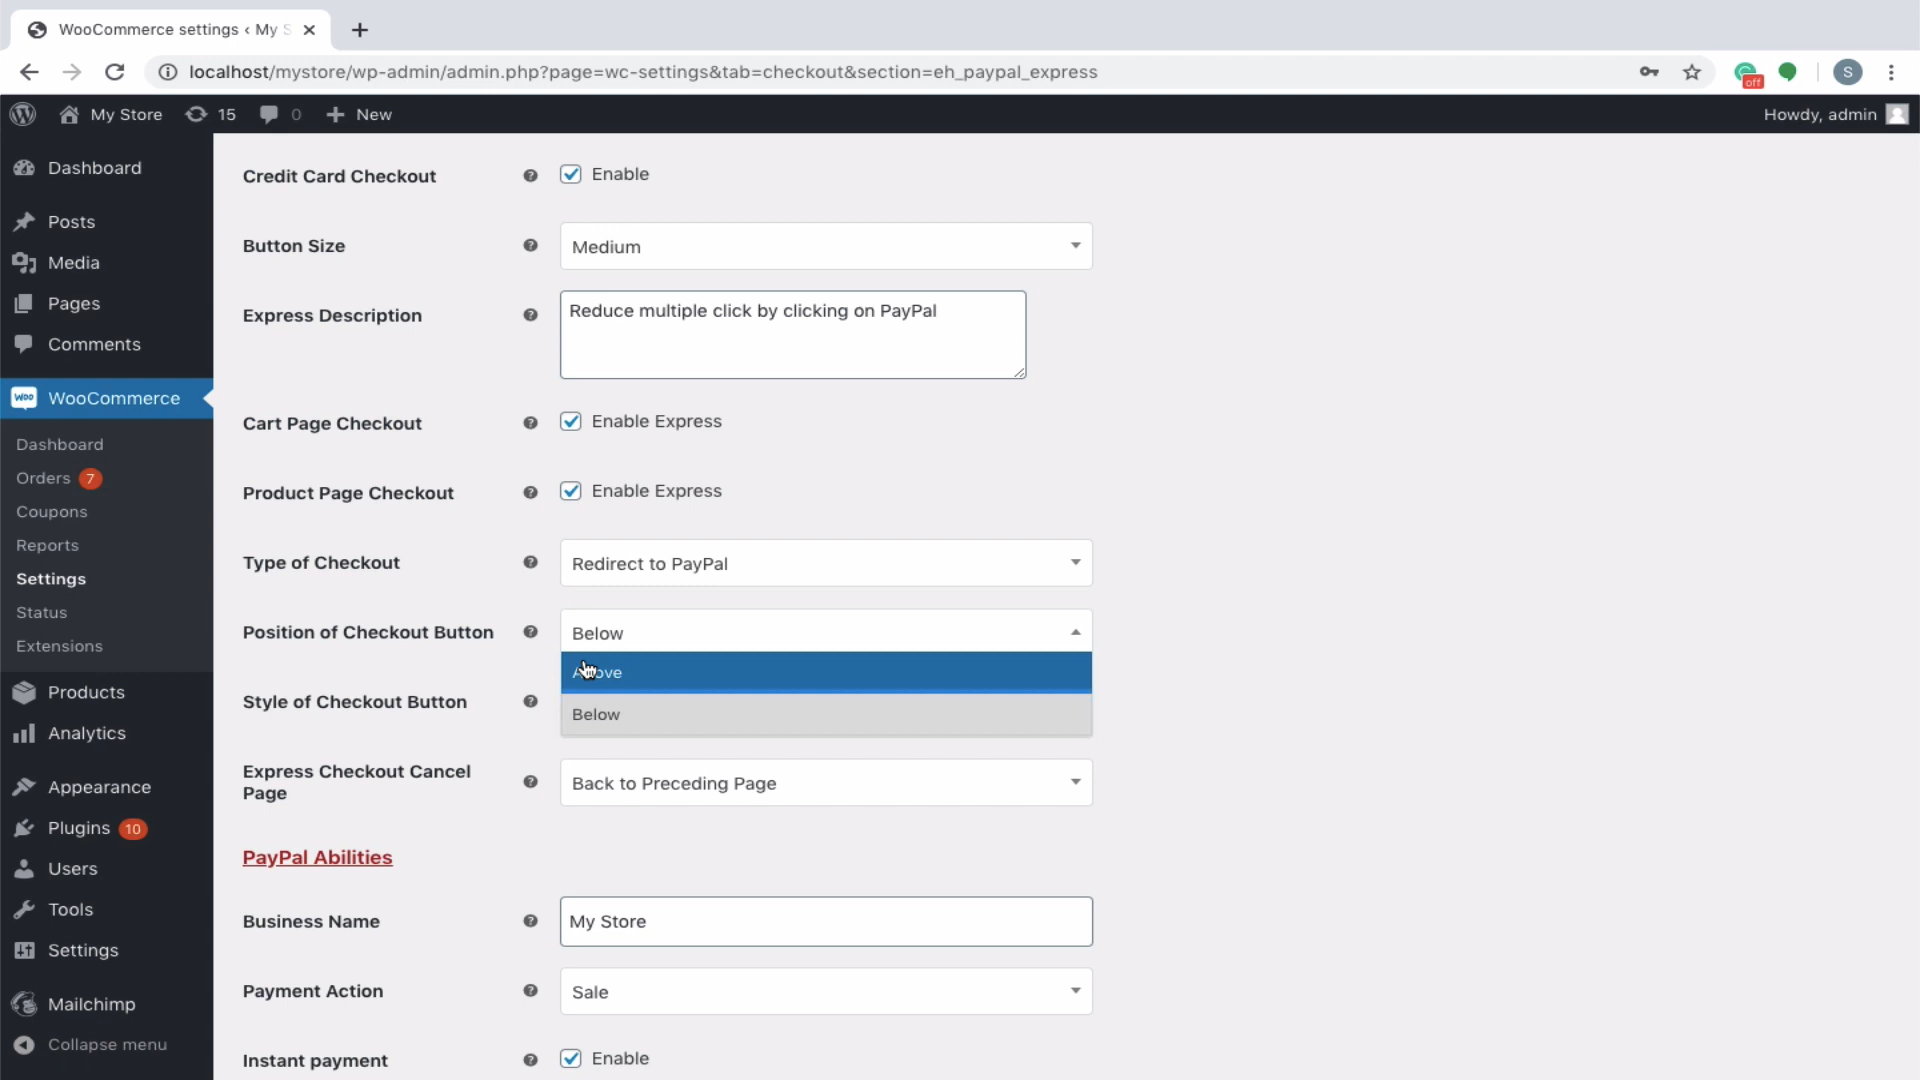 WooCommerce settings ‹ My S
localhost/mystore/wp-admin/admin.php?page=wc-settings&tab=checkout&section=eh_paypal_express
off
S
My Store
15
0
New
Howdy, admin
Dashboard
Posts
Media
Pages
Comments
Woo
WooCommerce
Dashboard
Orders 7
Coupons
Reports
Settings
Status
Extensions
Products
Analytics
Appearance
Plugins 10
Users
Tools
Settings
Mailchimp
Collapse menu
Credit Card Checkout
Enable
Button Size
Medium
Express Description
Reduce multiple click by clicking on PayPal
Cart Page Checkout
Enable Express
Product Page Checkout
Enable Express
Type of Checkout
Redirect to PayPal
Position of Checkout Button
Below
Above
Below
Style of Checkout Button
Express Checkout Cancel
Page
Back to Preceding Page
PayPal Abilities
Business Name
My Store
Payment Action
Sale
Instant payment
Enable